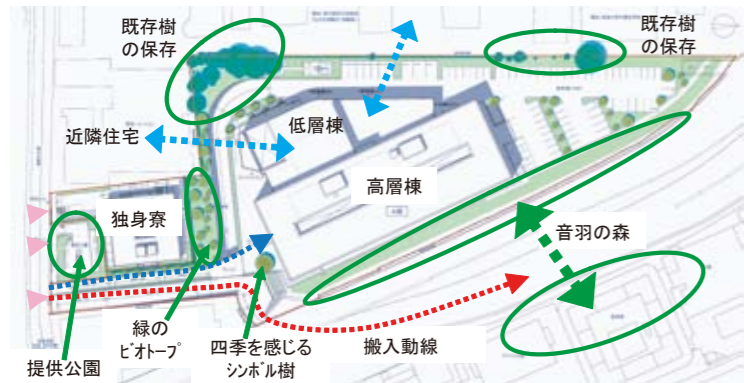 既存樹
の保存
既存樹
の保存
近隣住宅
低層棟
高層棟
独身寮
音羽の森
緑の
ﾋﾞｵﾄｰﾌﾟ
四季を感じる
ｼﾝﾎﾞﾙ樹
搬入動線
提供公園